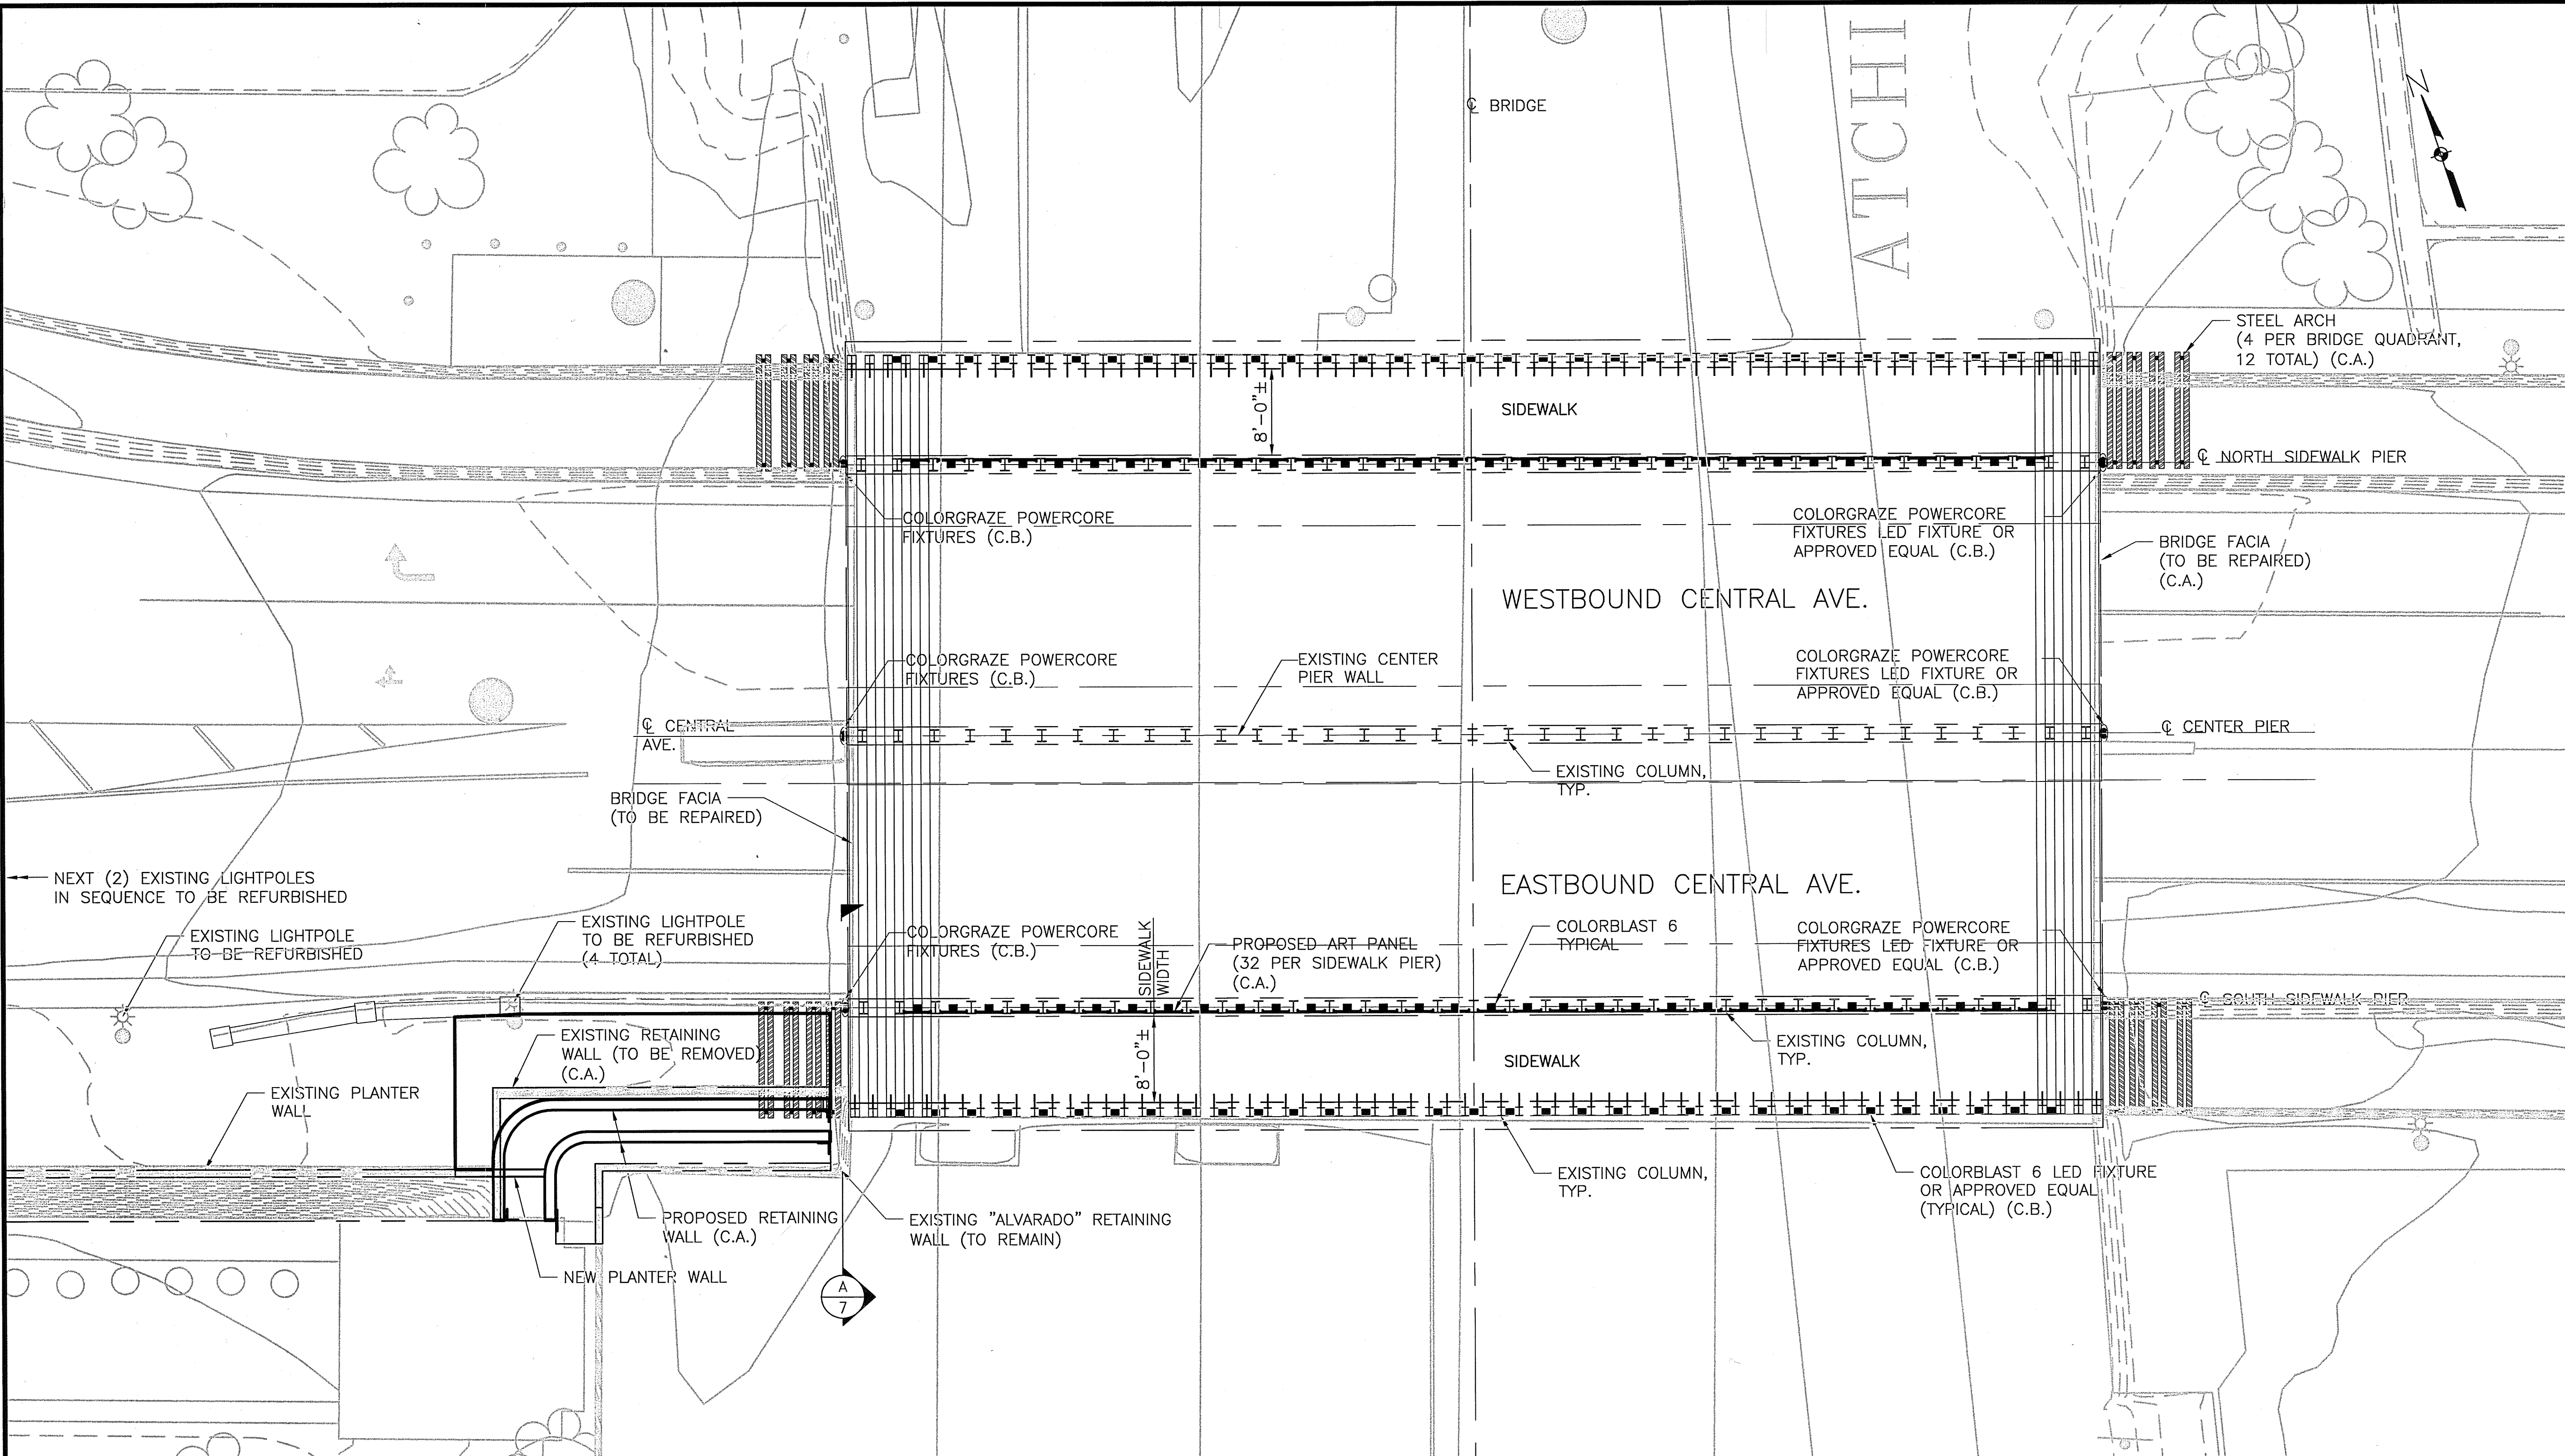 ATCHI
℄ BRIDGE
N
STEEL ARCH
(4 PER BRIDGE QUADRANT,
12 TOTAL) (C.A.)
8'-0"±
SIDEWALK
℄ NORTH SIDEWALK PIER
COLORGRAZE POWERCORE
FIXTURES (C.B.)
COLORGRAZE POWERCORE
FIXTURES LED FIXTURE OR
APPROVED EQUAL (C.B.)
BRIDGE FACIA
(TO BE REPAIRED)
(C.A.)
WESTBOUND CENTRAL AVE.
COLORGRAZE POWERCORE
FIXTURES (C.B.)
EXISTING CENTER
PIER WALL
COLORGRAZE POWERCORE
FIXTURES LED FIXTURE OR
APPROVED EQUAL (C.B.)
℄ CENTRAL
AVE.
℄ CENTER PIER
EXISTING COLUMN,
TYP.
BRIDGE FACIA
(TO BE REPAIRED)
NEXT (2) EXISTING LIGHTPOLES
IN SEQUENCE TO BE REFURBISHED
EASTBOUND CENTRAL AVE.
EXISTING LIGHTPOLE
TO BE REFURBISHED
EXISTING LIGHTPOLE
TO BE REFURBISHED
(4 TOTAL)
COLORGRAZE POWERCORE
FIXTURES (C.B.)
SIDEWALK
WIDTH
PROPOSED ART PANEL
(32 PER SIDEWALK PIER)
(C.A.)
COLORBLAST 6
TYPICAL
COLORGRAZE POWERCORE
FIXTURES LED FIXTURE OR
APPROVED EQUAL (C.B.)
℄ SOUTH SIDEWALK PIER
EXISTING RETAINING
WALL (TO BE REMOVED)
(C.A.)
8'-0"±
SIDEWALK
EXISTING COLUMN,
TYP.
EXISTING PLANTER
WALL
EXISTING COLUMN,
TYP.
COLORBLAST 6 LED FIXTURE
OR APPROVED EQUAL
(TYPICAL) (C.B.)
PROPOSED RETAINING
WALL (C.A.)
EXISTING "ALVARADO" RETAINING
WALL (TO REMAIN)
NEW PLANTER WALL
A
7